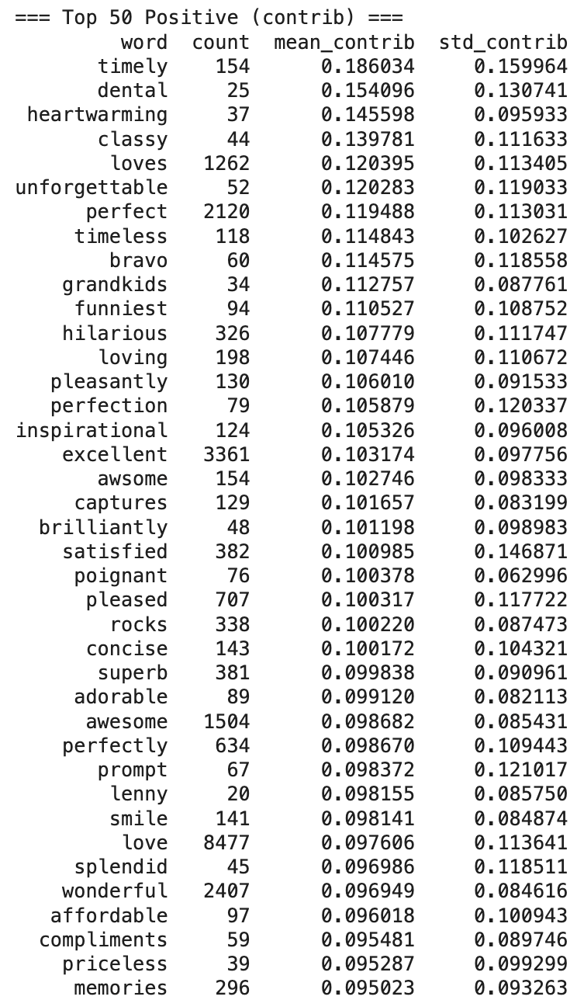 === Top 50 Positive (contrib) ===
word count mean_contrib std_contrib
timely 154 0.186034 0.159964
dental 25 0.154096 0.130741
heartwarming 37 0.145598 0.095933
classy 44 0.139781 0.111633
loves 1262 0.120395 0.113405
unforgettable 52 0.120283 0.119033
perfect 2120 0.119488 0.113031
timeless 118 0.114843 0.102627
bravo 60 0.114575 0.118558
grandkids 34 0.112757 0.087761
funniest 94 0.110527 0.108752
hilarious 326 0.107779 0.111747
loving 198 0.107446 0.110672
pleasantly 130 0.106010 0.091533
perfection 79 0.105879 0.120337
inspirational 124 0.105326 0.096008
excellent 3361 0.103174 0.097756
awsome 154 0.102746 0.098333
captures 129 0.101657 0.083199
brilliantly 48 0.101198 0.098983
satisfied 382 0.100985 0.146871
poignant 76 0.100378 0.062996
pleased 707 0.100317 0.117722
rocks 338 0.100220 0.087473
concise 143 0.100172 0.104321
superb 381 0.099838 0.090961
adorable 89 0.099120 0.082113
awesome 1504 0.098682 0.085431
perfectly 634 0.098670 0.109443
prompt 67 0.098372 0.121017
lenny 20 0.098155 0.085750
smile 141 0.098141 0.084874
love 8477 0.097606 0.113641
splendid 45 0.096986 0.118511
wonderful 2407 0.096949 0.084616
affordable 97 0.096018 0.100943
compliments 59 0.095481 0.089746
priceless 39 0.095287 0.099299
memories 296 0.095023 0.093263